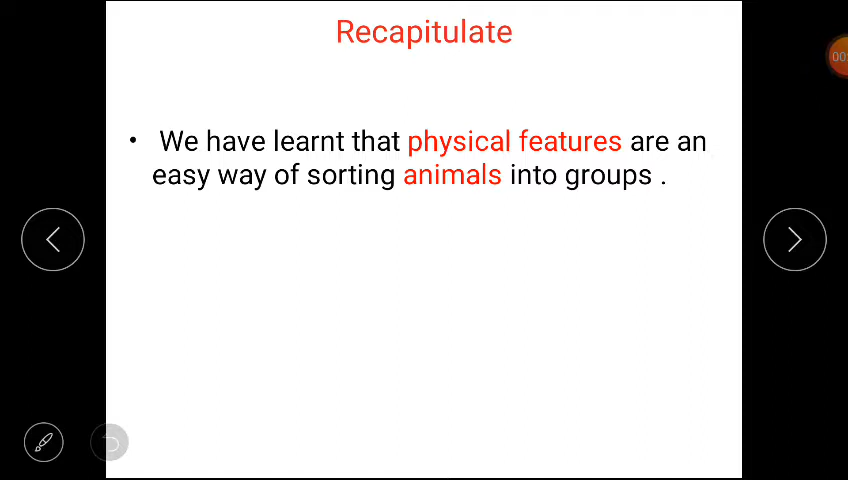 Recapitulate
• We have learnt that physical features are an
easy way of sorting animals into groups .